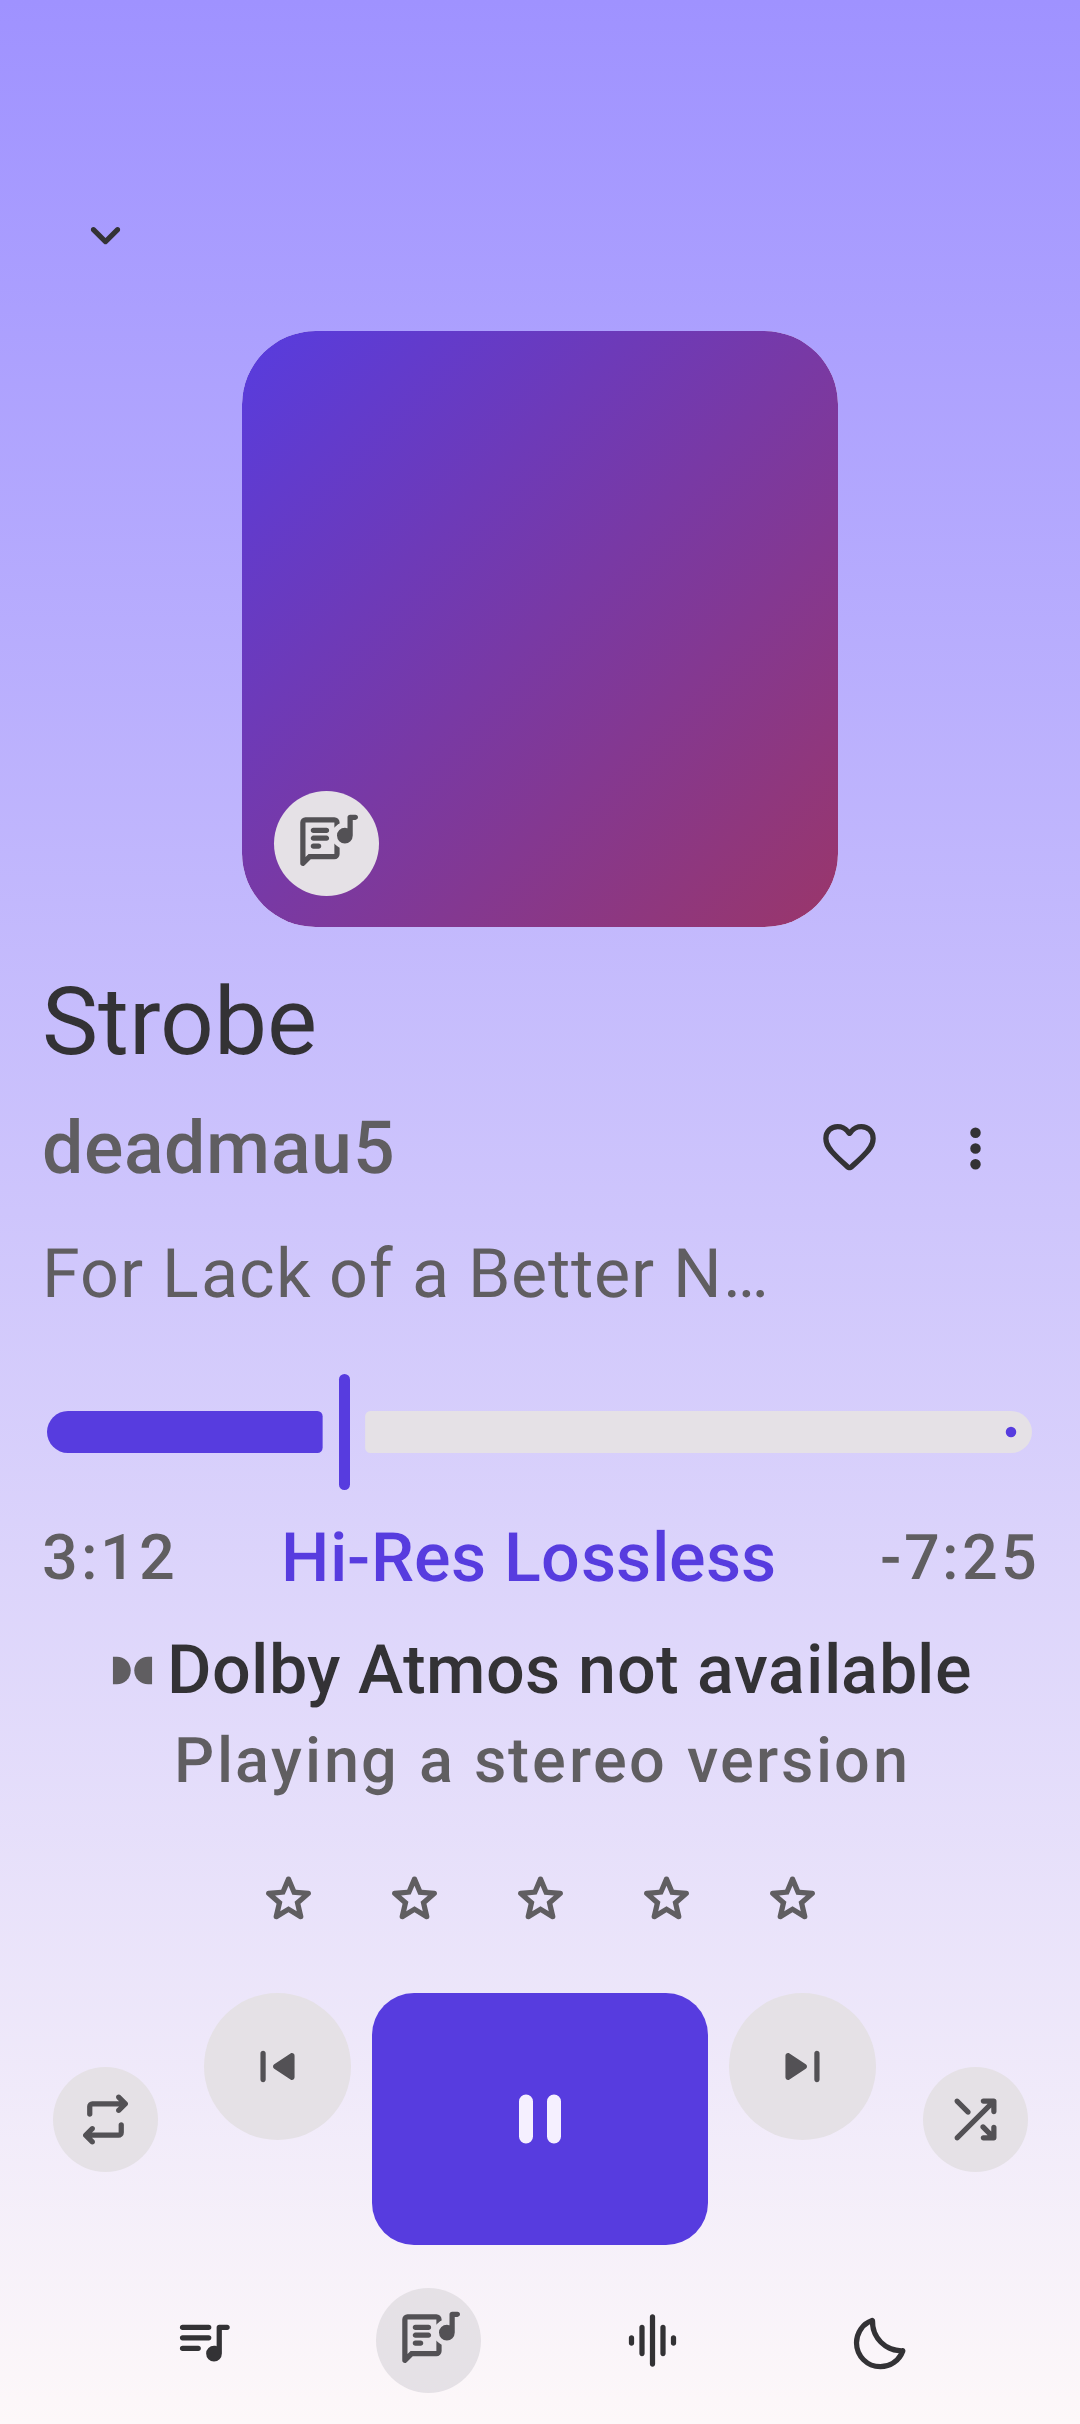 Strobe
deadmau5
For Lack of a Better N…
3:12 Hi-Res Lossless -7:25
Dolby Atmos not available
Playing a stereo version